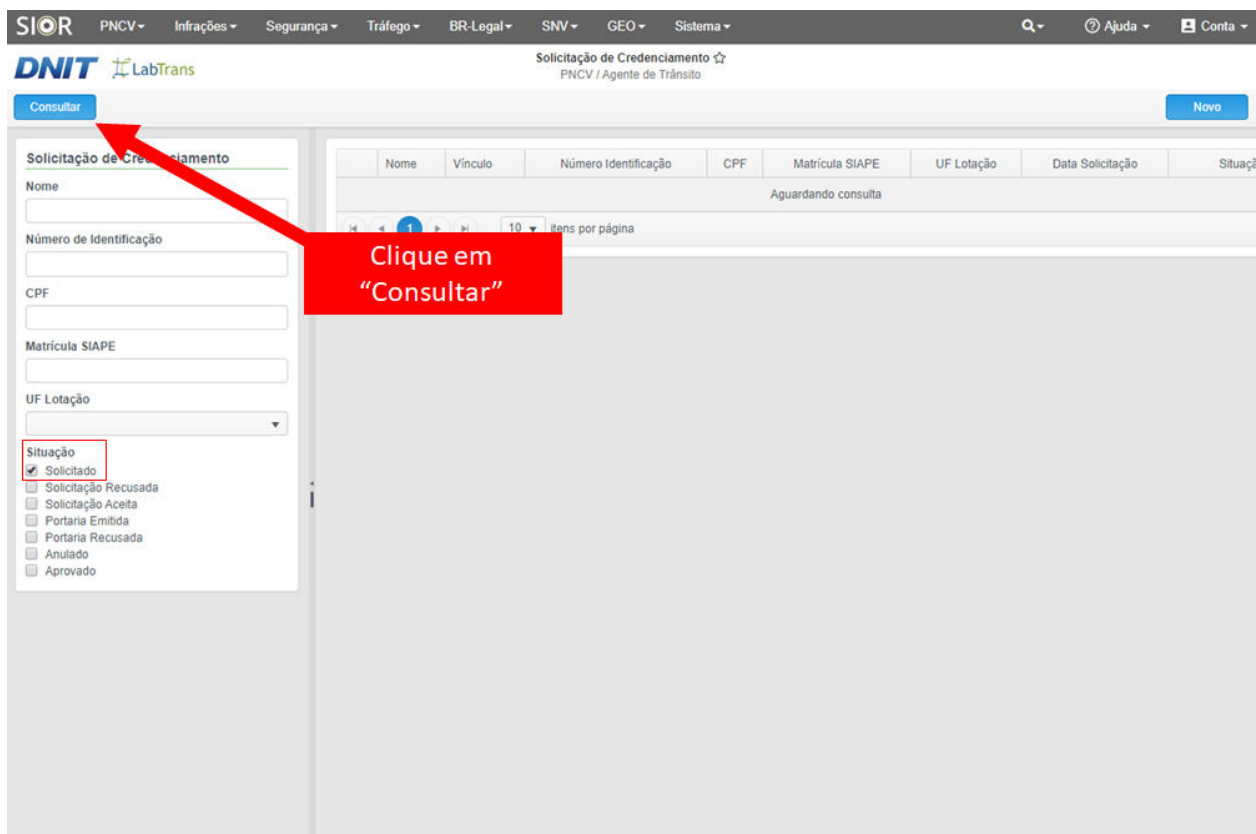 SIOR PNCV Infrações Segurança Tráfego BR-Legal SNV GEO Sistema Ajuda Conta
DNIT LabTrans
Solicitação de Credenciamento
PNCV / Agente de Trânsito
Consultar
Novo
Solicitação de Credenciamento
Nome
Número de Identificação
CPF
Matrícula SIAPE
UF Lotação
Situação
Solicitado
Solicitação Recusada
Solicitação Aceita
Portaria Emitida
Portaria Recusada
Anulado
Aprovado
Nome Vínculo Número Identificação CPF Matrícula SIAPE UF Lotação Data Solicitação Situaçã
Aguardando consulta
1 10 itens por página
Clique em
“Consultar”